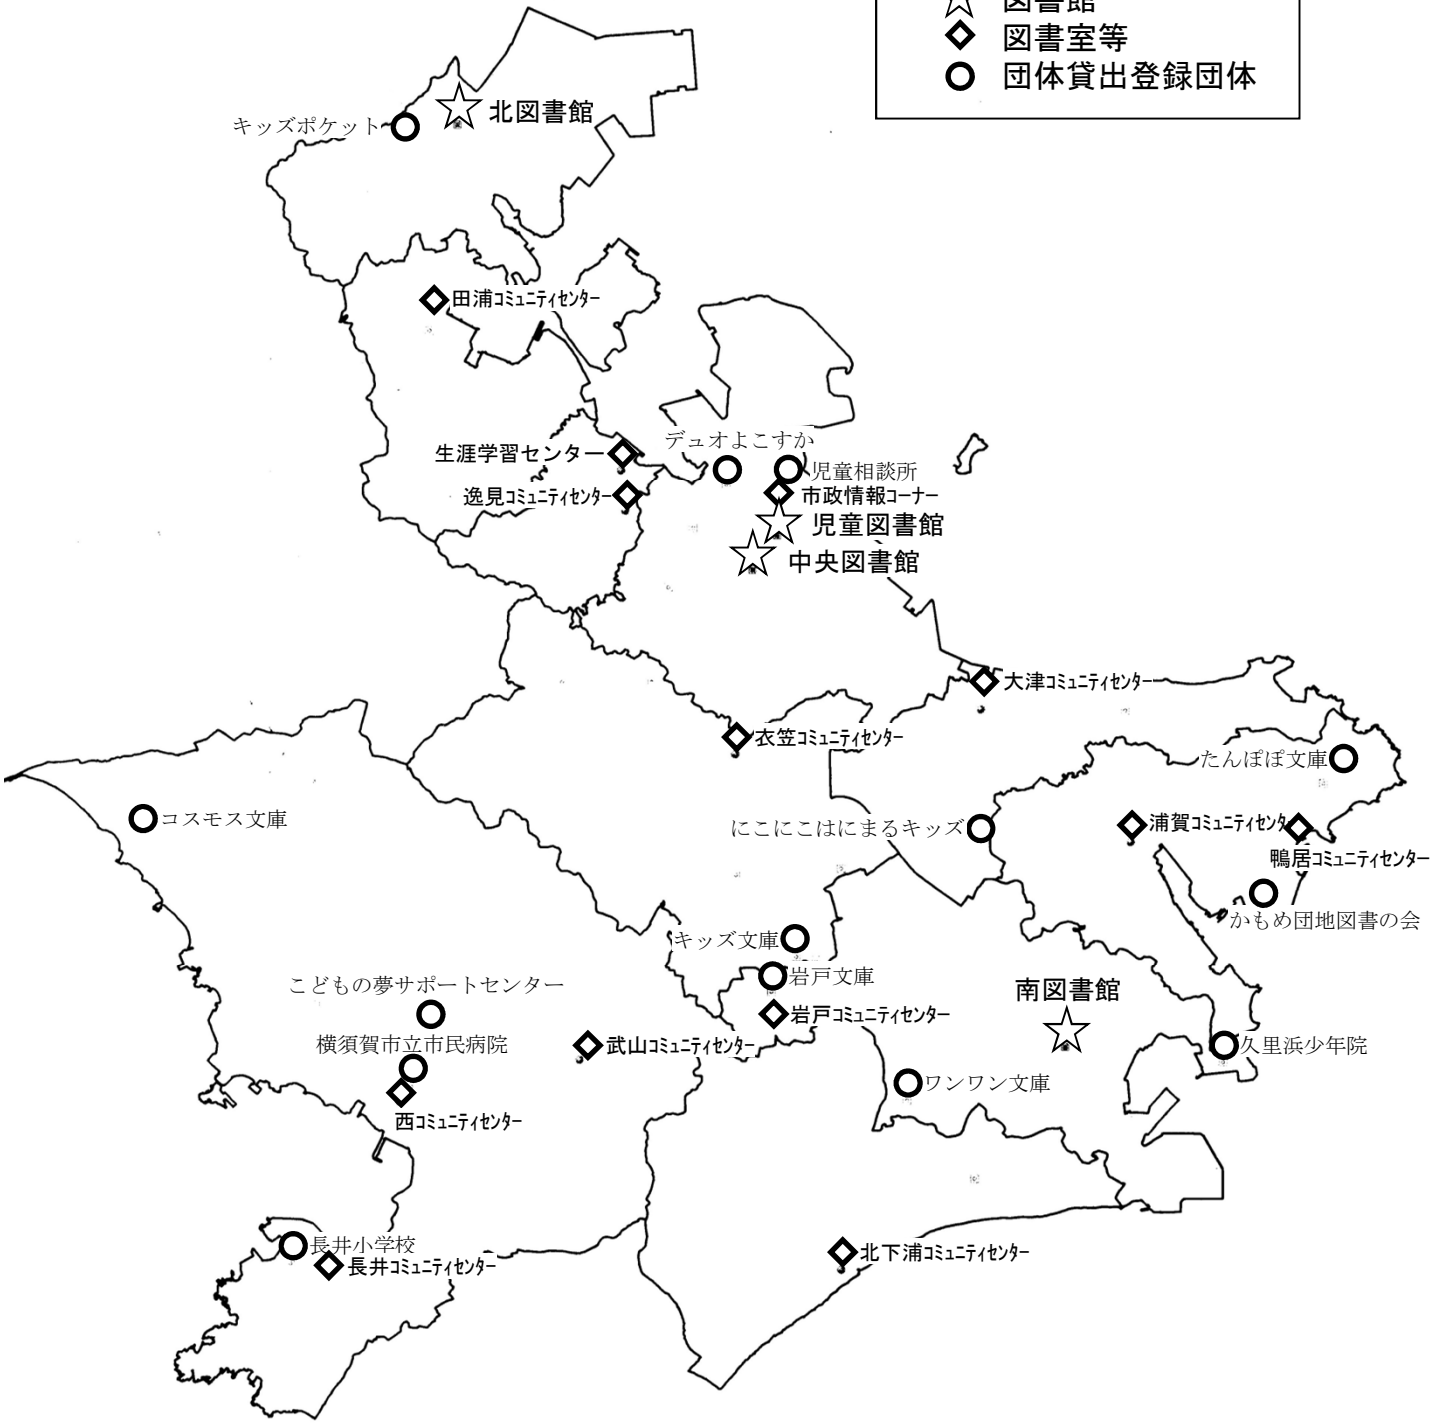 図書館
図書室等
団体貸出登録団体
北図書館
キッズポケット
田浦コミュニティセンター
デュオよこすか
生涯学習センター
児童相談所
逸見コミュニティセンター
市政情報コーナー
児童図書館
中央図書館
大津コミュニティセンター
衣笠コミュニティセンター
たんぽぽ文庫
コスモス文庫
にこにこはにまるキッズ
浦賀コミュニティセンタ
鴨居コミュニティセンター
かもめ団地図書の会
キッズ文庫
岩戸文庫
こどもの夢サポートセンター
南図書館
岩戸コミュニティセンター
横須賀市立市民病院
武山コミュニティセンター
久里浜少年院
ワンワン文庫
西コミュニティセンター
長井小学校
長井コミュニティセンター
北下浦コミュニティセンター